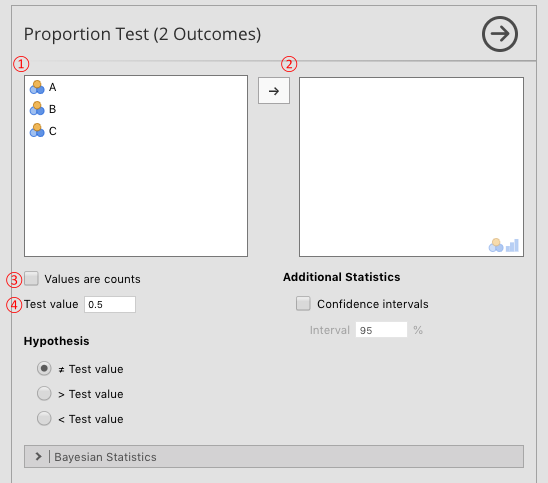 Proportion Test (2 Outcomes)
① ②
A
B
C
③ Values are counts
④ Test value 0.5
Additional Statistics
Confidence intervals
Interval 95 %
Hypothesis
≠ Test value
> Test value
< Test value
Bayesian Statistics